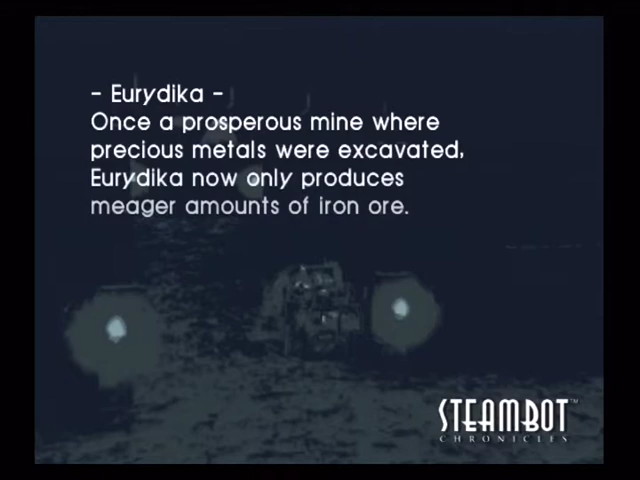 - Eurydika -
Once a prosperous mine where
precious metals were excavated,
Eurydika now only produces
meager amounts of iron ore.
STEAMBOT™
CHRONICLES